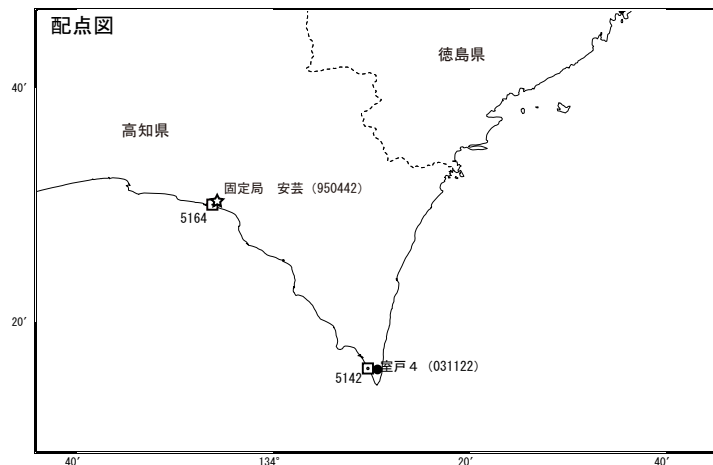 配点図
徳島県
40′
高知県
固定局 安芸（950442）
5164
20′
室戸４（031122）
5142
40′ 134° 20′ 40′